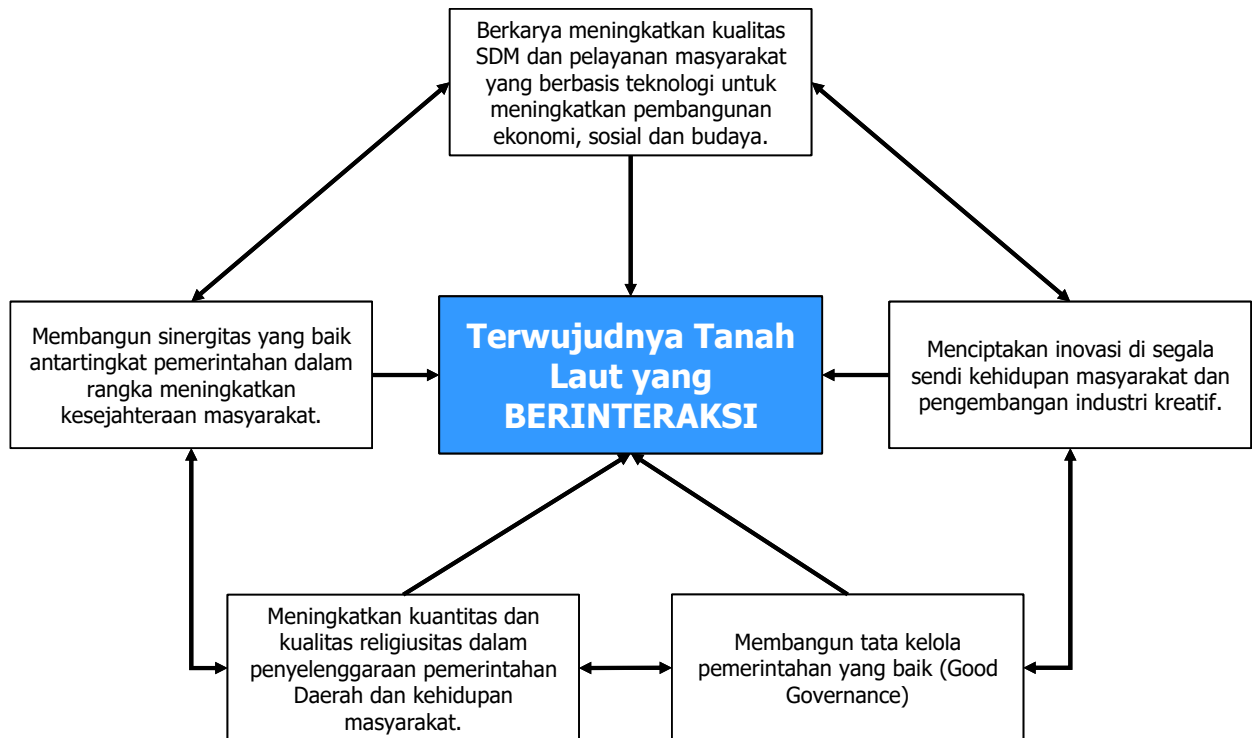 Berkarya meningkatkan kualitas
SDM dan pelayanan masyarakat
yang berbasis teknologi untuk
meningkatkan pembangunan
ekonomi, sosial dan budaya.
Membangun sinergitas yang baik
antartingkat pemerintahan dalam
rangka meningkatkan
kesejahteraan masyarakat.
Terwujudnya Tanah
Laut yang
BERINTERAKSI
Menciptakan inovasi di segala
sendi kehidupan masyarakat dan
pengembangan industri kreatif.
Meningkatkan kuantitas dan
kualitas religiusitas dalam
penyelenggaraan pemerintahan
Daerah dan kehidupan
masyarakat.
Membangun tata kelola
pemerintahan yang baik (Good
Governance)